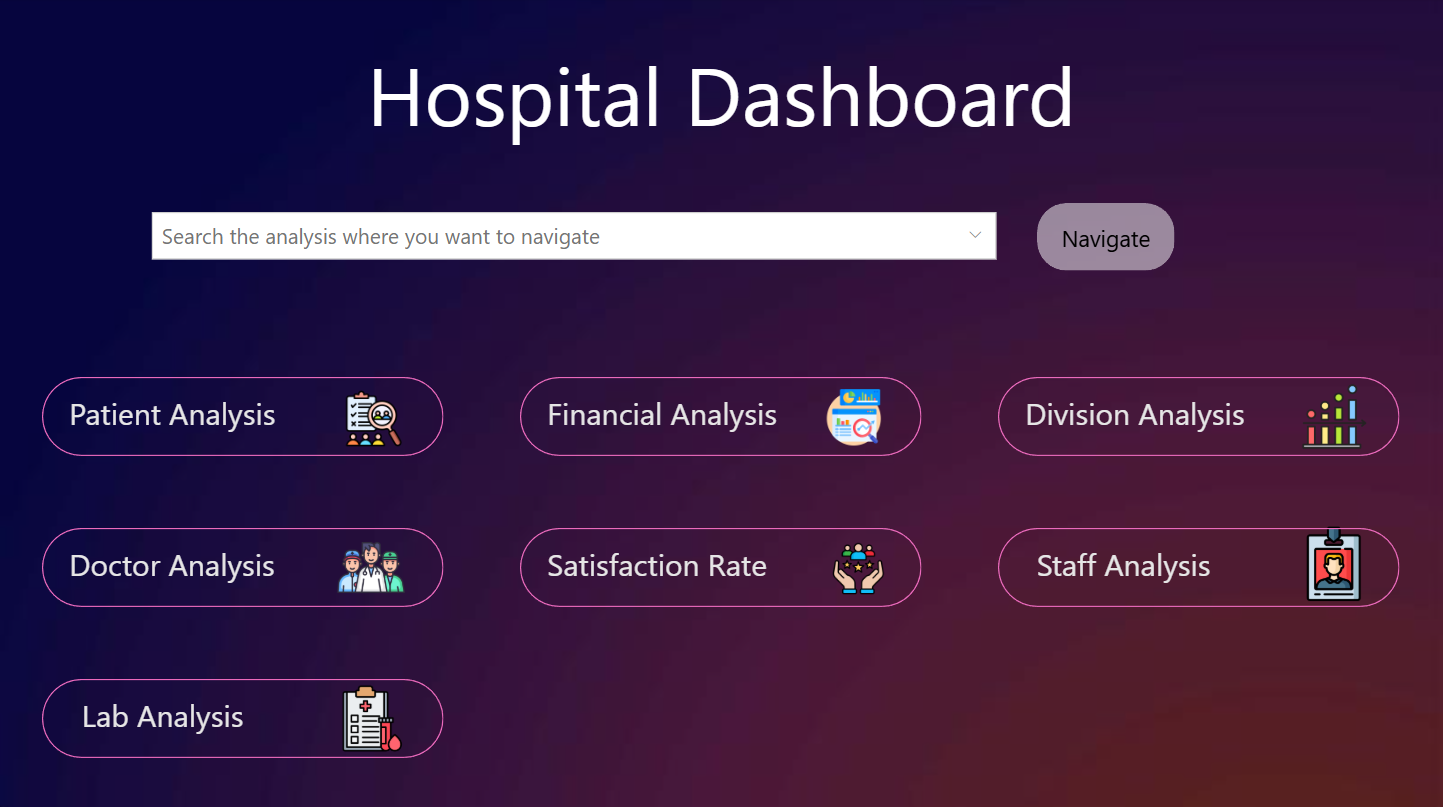 Hospital Dashboard
Search the analysis where you want to navigate
Navigate
Patient Analysis
Financial Analysis
Division Analysis
Doctor Analysis
Satisfaction Rate
Staff Analysis
Lab Analysis